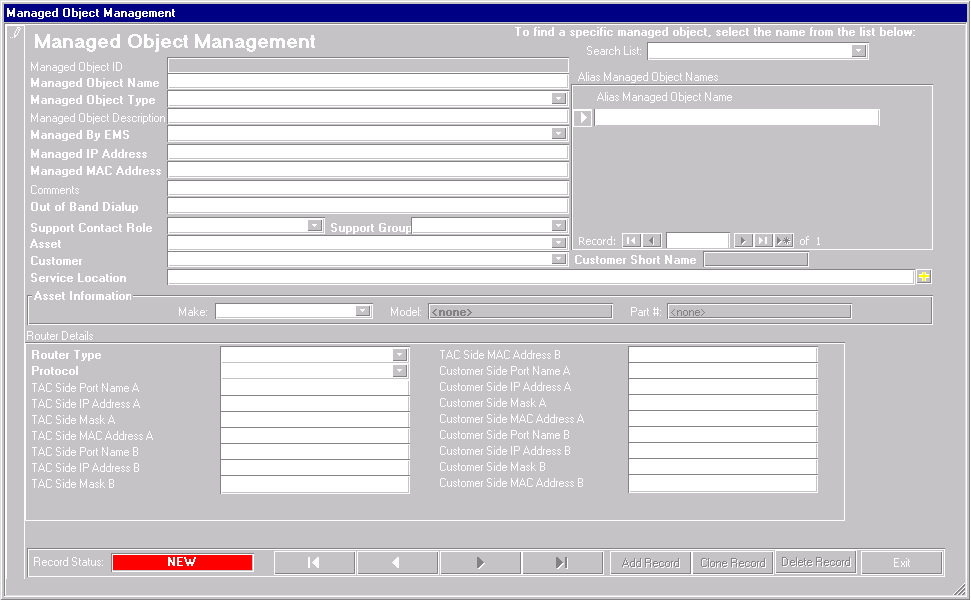 Managed Object Management
Managed Object Management
To find a specific managed object, select the name from the list below:
Search List:
Managed Object ID
Managed Object Name
Managed Object Type
Managed Object Description
Managed By EMS
Managed IP Address
Managed MAC Address
Comments
Out of Band Dialup
Support Contact Role
Support Group
Asset
Customer
Service Location
Alias Managed Object Names
Alias Managed Object Name
Record: of 1
Customer Short Name
Asset Information
Make: Model: <none> Part #: <none>
Router Details
Router Type
Protocol
TAC Side Port Name A
TAC Side IP Address A
TAC Side Mask A
TAC Side MAC Address A
TAC Side Port Name B
TAC Side IP Address B
TAC Side Mask B
TAC Side MAC Address B
Customer Side Port Name A
Customer Side IP Address A
Customer Side Mask A
Customer Side MAC Address A
Customer Side Port Name B
Customer Side IP Address B
Customer Side Mask B
Customer Side MAC Address B
Record Status: NEW Add Record Clone Record Delete Record Exit